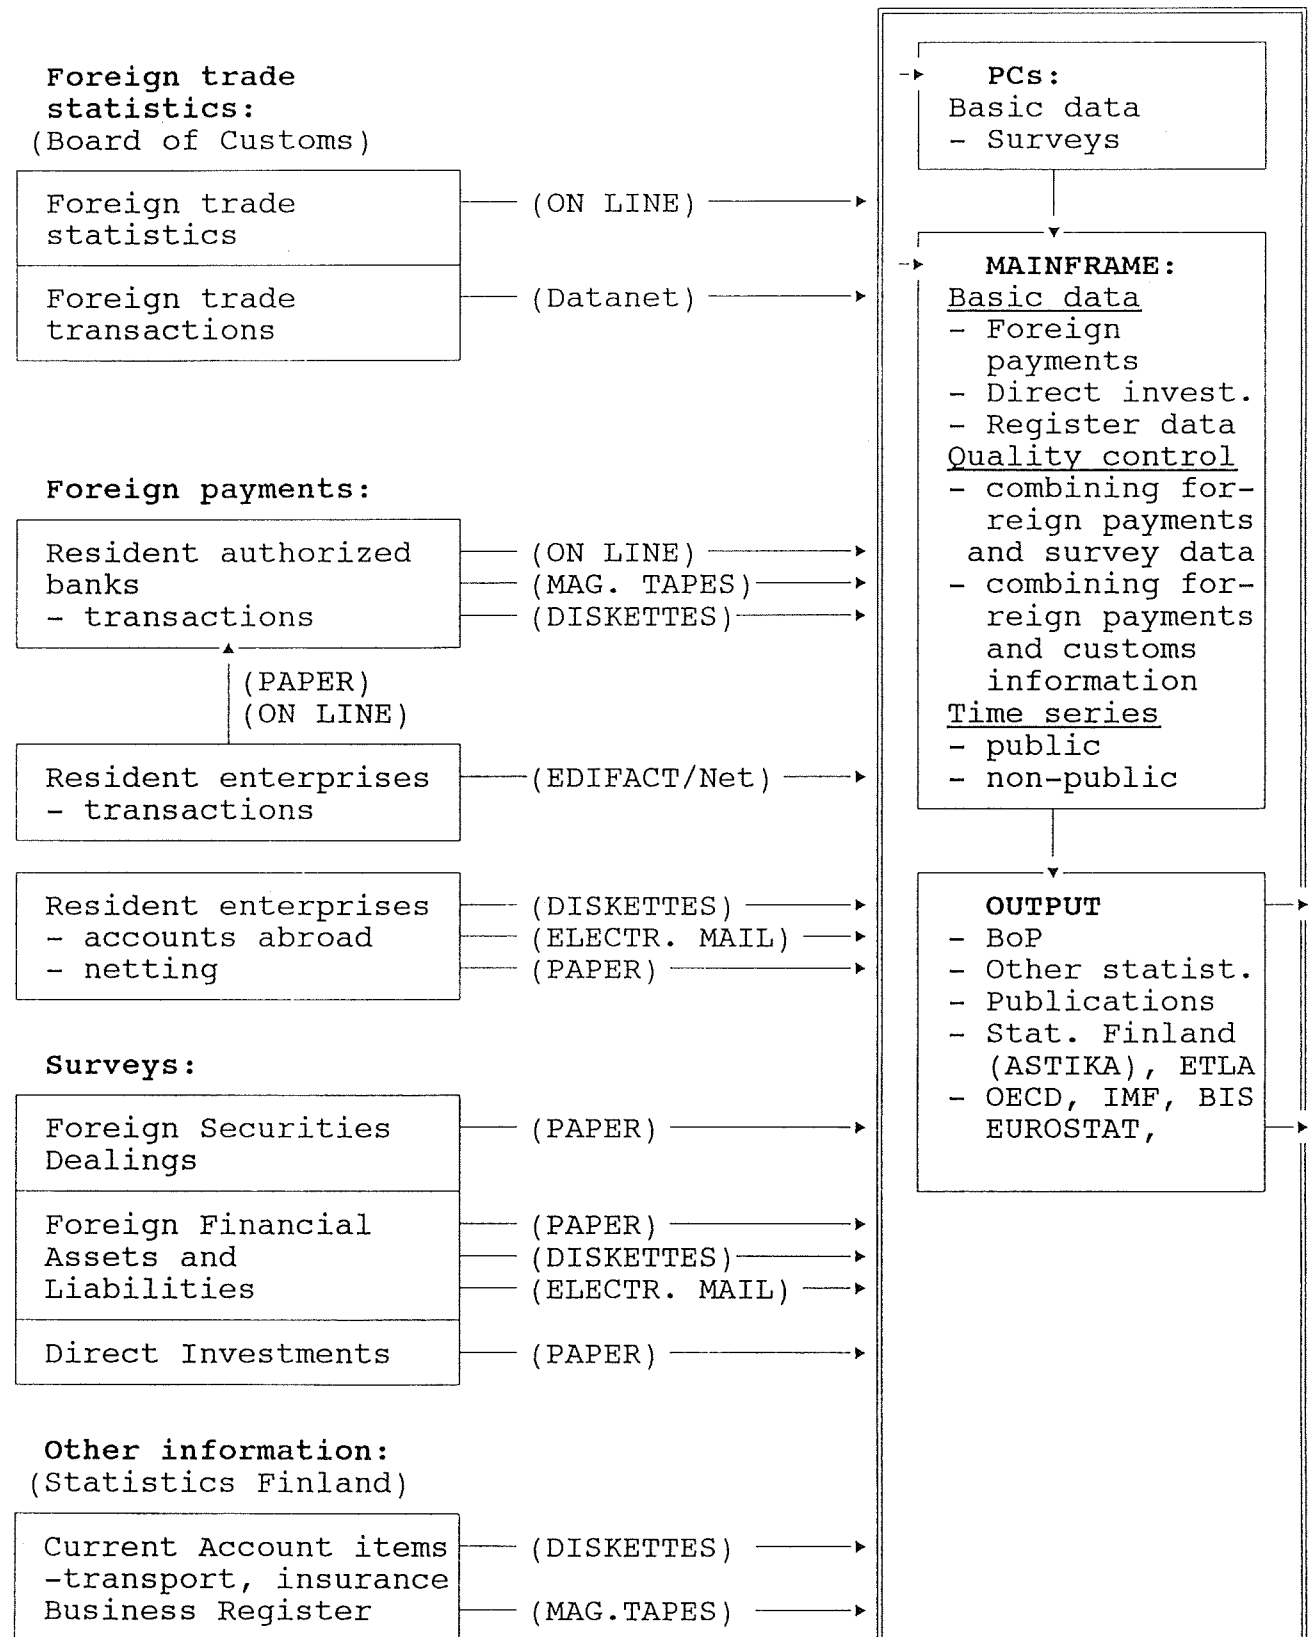 Foreign trade
statistics:
(Board of Customs)
Foreign trade
statistics
(ON LINE)
Foreign trade
transactions
(Datanet)
Foreign payments:
Resident authorized
banks
- transactions
(ON LINE)
(MAG. TAPES)
(DISKETTES)
(PAPER)
(ON LINE)
Resident enterprises
- transactions
(EDIFACT/Net)
Resident enterprises
- accounts abroad
- netting
(DISKETTES)
(ELECTR. MAIL)
(PAPER)
Surveys:
Foreign Securities
Dealings
(PAPER)
Foreign Financial
Assets and
Liabilities
(PAPER)
(DISKETTES)
(ELECTR. MAIL)
Direct Investments
(PAPER)
Other information:
(Statistics Finland)
Current Account items
-transport, insurance
Business Register
(DISKETTES)
(MAG.TAPES)
PCs:
Basic data
- Surveys
MAINFRAME:
Basic data
- Foreign
payments
- Direct invest.
- Register data
Quality control
- combining for-
reign payments
and survey data
- combining for-
reign payments
and customs
information
Time series
- public
- non-public
OUTPUT
- BoP
- Other statist.
- Publications
- Stat. Finland
(ASTIKA), ETLA
- OECD, IMF, BIS
EUROSTAT,